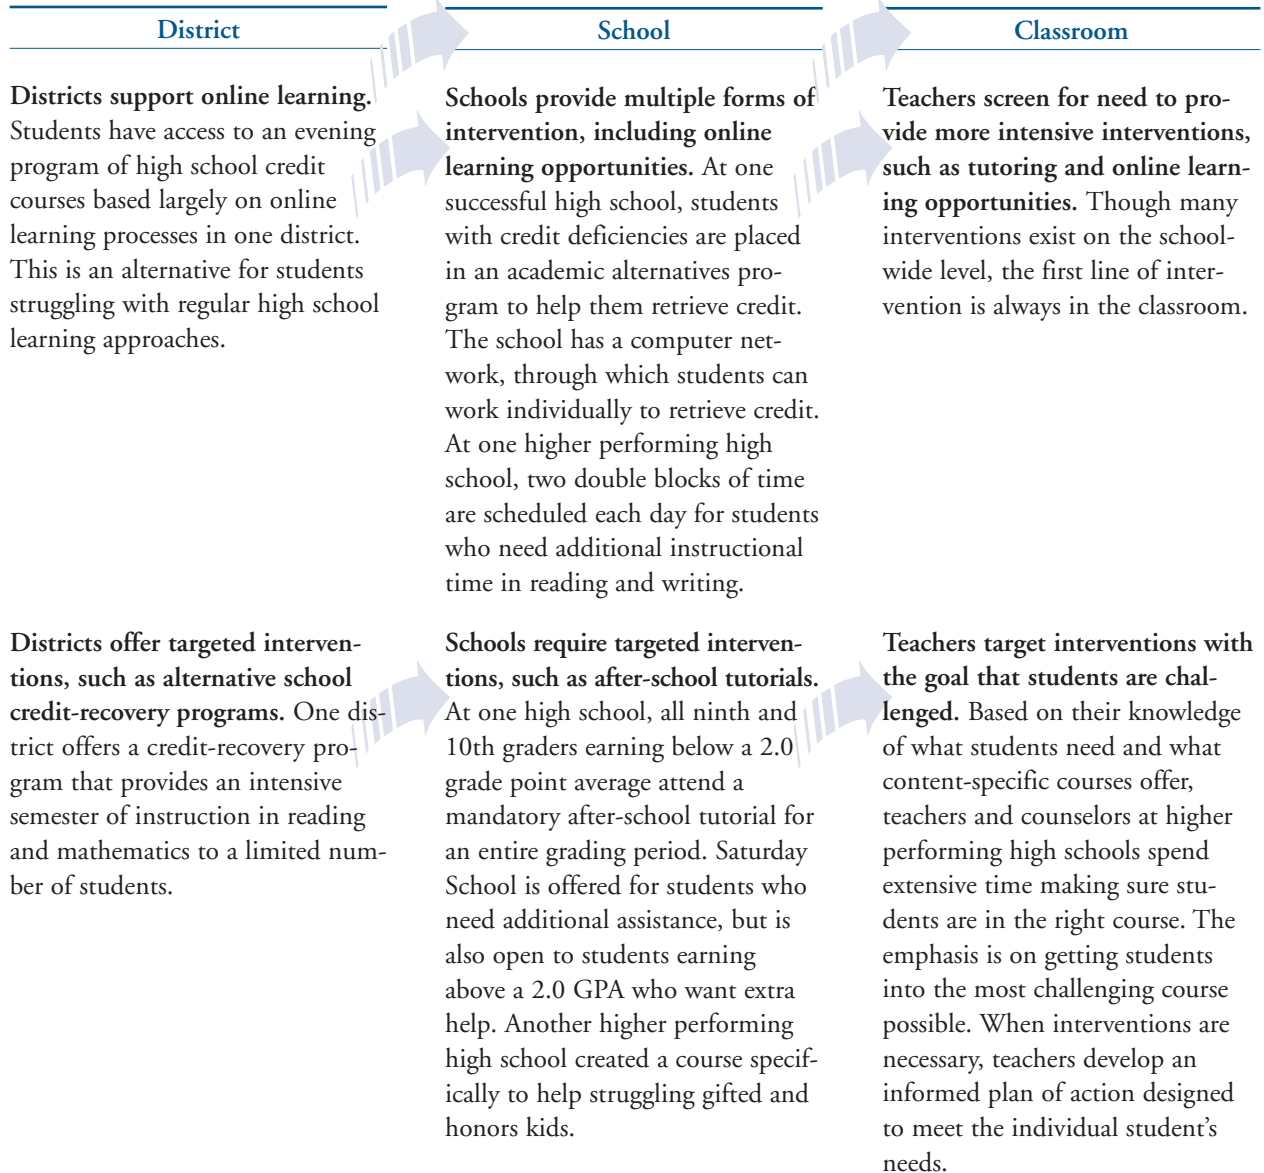 District
School
Classroom
Districts support online learning.
Students have access to an evening
program of high school credit
courses based largely on online
learning processes in one district.
This is an alternative for students
struggling with regular high school
learning approaches.
Schools provide multiple forms of
intervention, including online
learning opportunities. At one
successful high school, students
with credit deficiencies are placed
in an academic alternatives pro-
gram to help them retrieve credit.
The school has a computer net-
work, through which students can
work individually to retrieve credit.
At one higher performing high
school, two double blocks of time
are scheduled each day for students
who need additional instructional
time in reading and writing.
Teachers screen for need to pro-
vide more intensive interventions,
such as tutoring and online learn-
ing opportunities. Though many
interventions exist on the school-
wide level, the first line of inter-
vention is always in the classroom.
Districts offer targeted interven-
tions, such as alternative school
credit-recovery programs. One dis-
trict offers a credit-recovery pro-
gram that provides an intensive
semester of instruction in reading
and mathematics to a limited num-
ber of students.
Schools require targeted interven-
tions, such as after-school tutorials.
At one high school, all ninth and
10th graders earning below a 2.0
grade point average attend a
mandatory after-school tutorial for
an entire grading period. Saturday
School is offered for students who
need additional assistance, but is
also open to students earning
above a 2.0 GPA who want extra
help. Another higher performing
high school created a course specif-
ically to help struggling gifted and
honors kids.
Teachers target interventions with
the goal that students are chal-
lenged. Based on their knowledge
of what students need and what
content-specific courses offer,
teachers and counselors at higher
performing high schools spend
extensive time making sure stu-
dents are in the right course. The
emphasis is on getting students
into the most challenging course
possible. When interventions are
necessary, teachers develop an
informed plan of action designed
to meet the individual student's
needs.